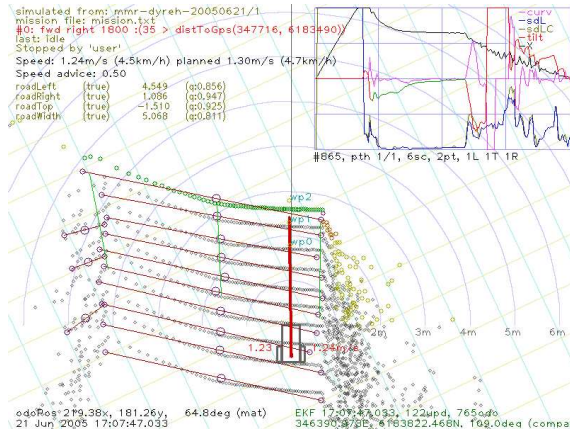 simulated from: mmr-dyreh-20050621/1
mission file: mission.txt
#0: fwd right 1800 :(35 > distToGps(347716, 6183490))
last: idle
Stopped by 'user'
Speed: 1.24m/s (4.5km/h) planned 1.30m/s (4.7km/h)
Speed advice: 0.50
roadLeft (true) 4.549 (q:0.856)
roadRight (true) 1.086 (q:0.947)
roadTop (true) -1.510 (q:0.925)
roadWidth (true) 5.068 (q:0.811)
curv
sdL
sdLC
tilt
X
#865, pth 1/1, 6sc, 2pt, 1L 1T 1R
wp2
wp1
wp0
2m 3m 4m 5m 6m
1.23
odoPos 219.38x, 181.26y, 64.8deg (mat)
21 Jun 2005 17:07:47.033
EKF 17:07:47.033, 122upd, 765odo